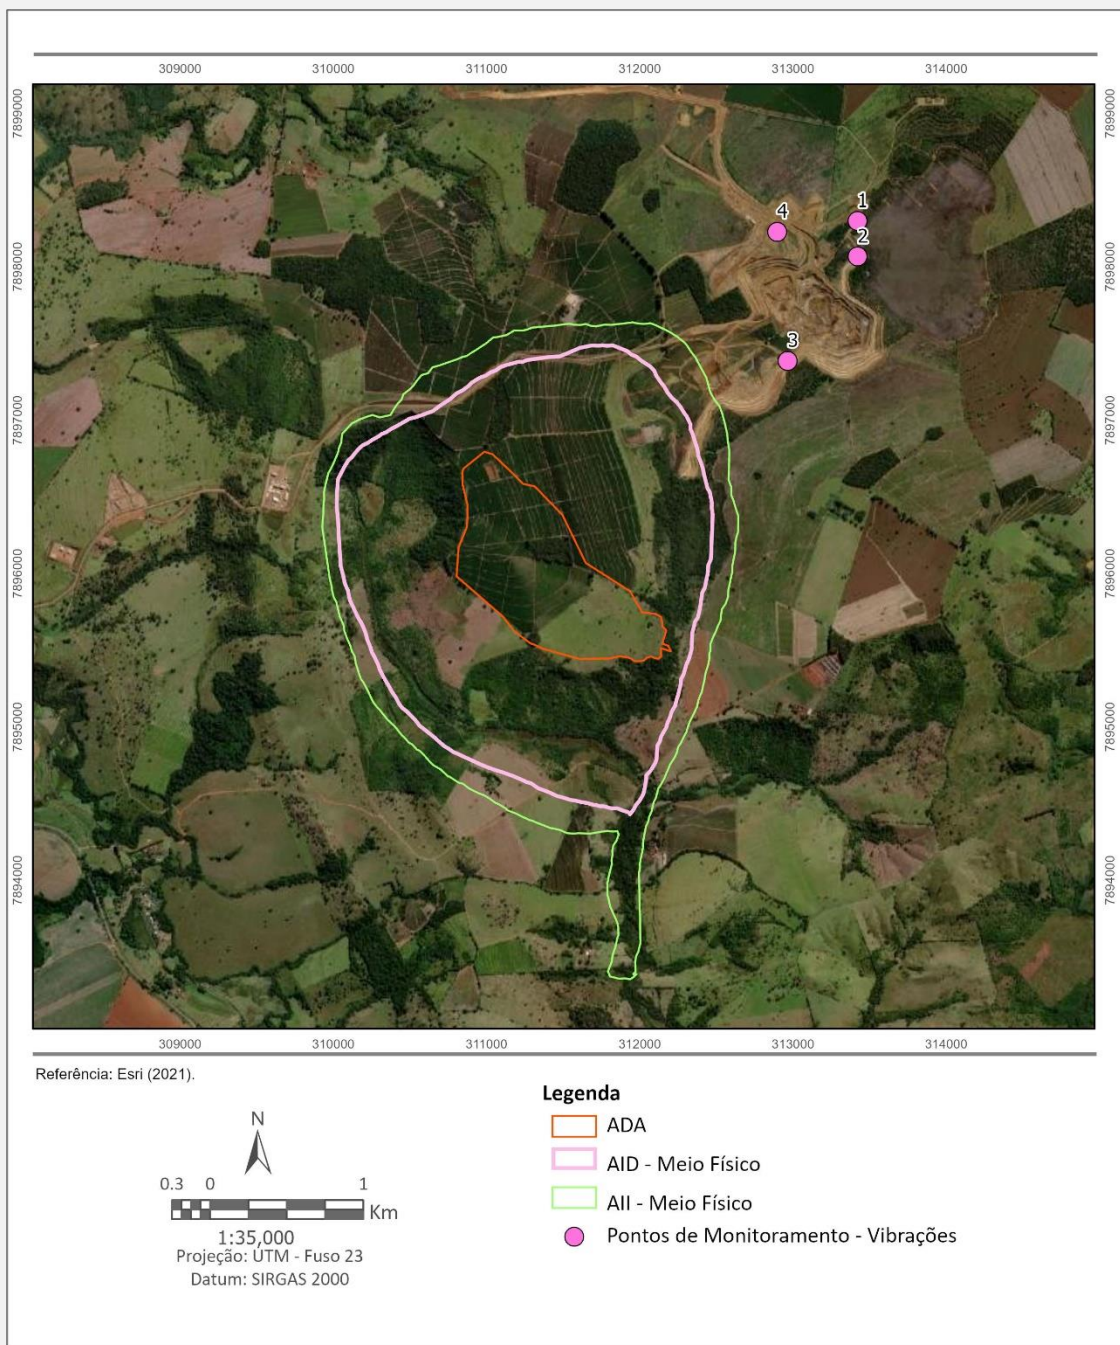 309000 310000 311000 312000 313000 314000
7899000 7899000
7898000 7898000
7897000 7897000
7896000 7896000
7895000 7895000
7894000 7894000
1
4
2
3
309000 310000 311000 312000 313000 314000
Referência: Esri (2021).
N
0.3 0 1
Km
1:35,000
Projeção: UTM - Fuso 23
Datum: SIRGAS 2000
Legenda
ADA
AID - Meio Físico
AII - Meio Físico
Pontos de Monitoramento - Vibrações